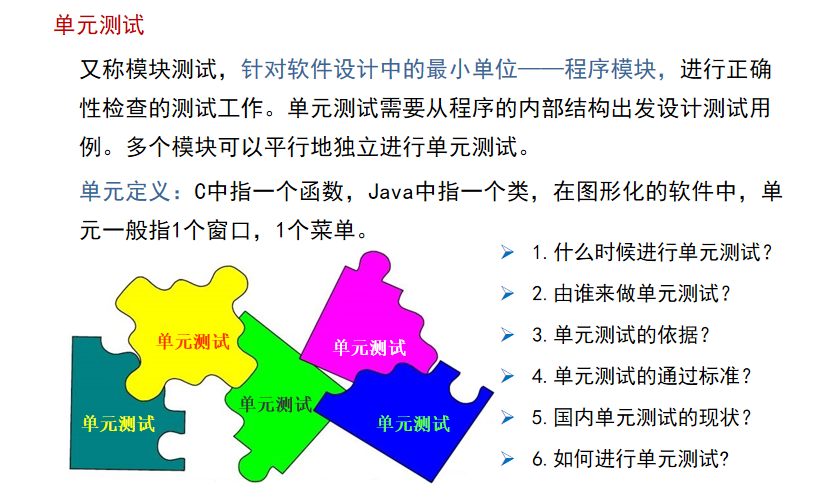 单元测试
又称模块测试，针对软件设计中的最小单位——程序模块，进行正确
性检查的测试工作。单元测试需要从程序的内部结构出发设计测试用
例。多个模块可以平行地独立进行单元测试。
单元定义：C中指一个函数，Java中指一个类，在图形化的软件中，单
元一般指1个窗口，1个菜单。
单元测试
单元测试
单元测试
单元测试
单元测试
1.什么时候进行单元测试？
2.由谁来做单元测试？
3.单元测试的依据？
4.单元测试的通过标准？
5.国内单元测试的现状？
6.如何进行单元测试?